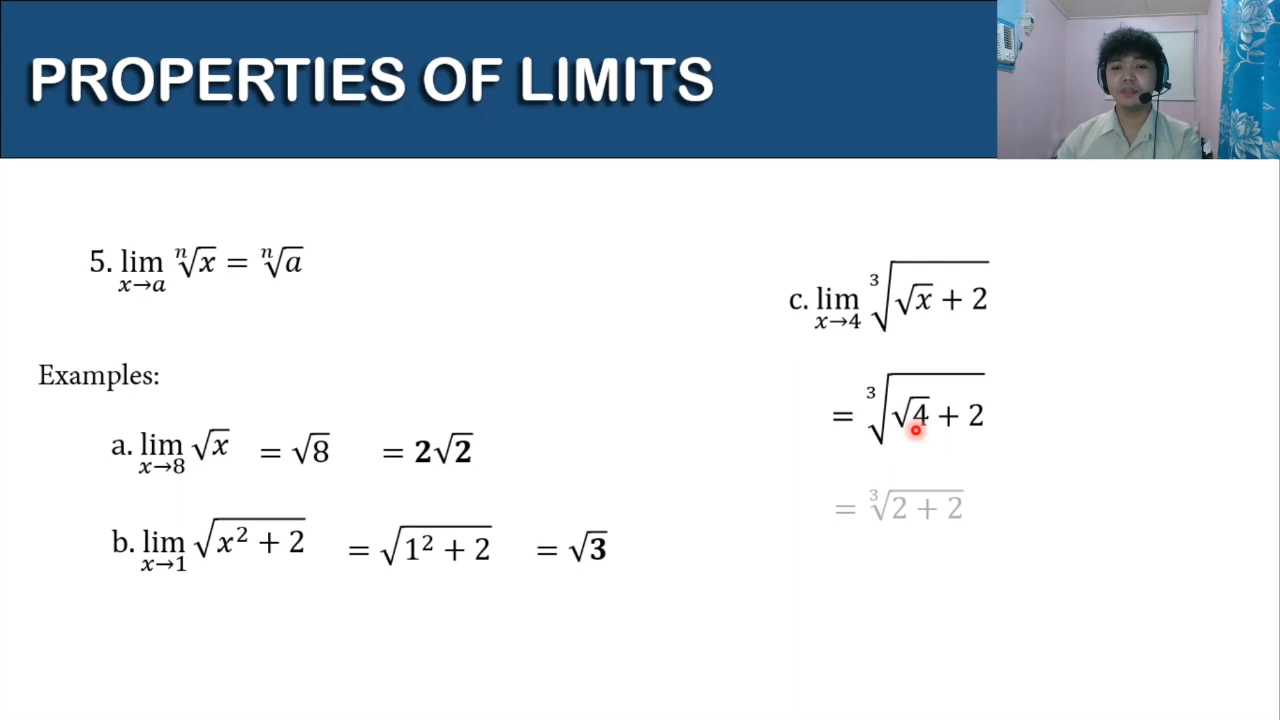 PROPERTIES OF LIMITS
5. lim x→a ⁿ√x = ⁿ√a
Examples:
a. lim x→8 √x = √8 = 2√2
b. lim x→1 √(x² + 2) = √(1² + 2) = √3
c. lim x→4 ³√(√x + 2)
= ³√(√4 + 2)
= ³√(2 + 2)